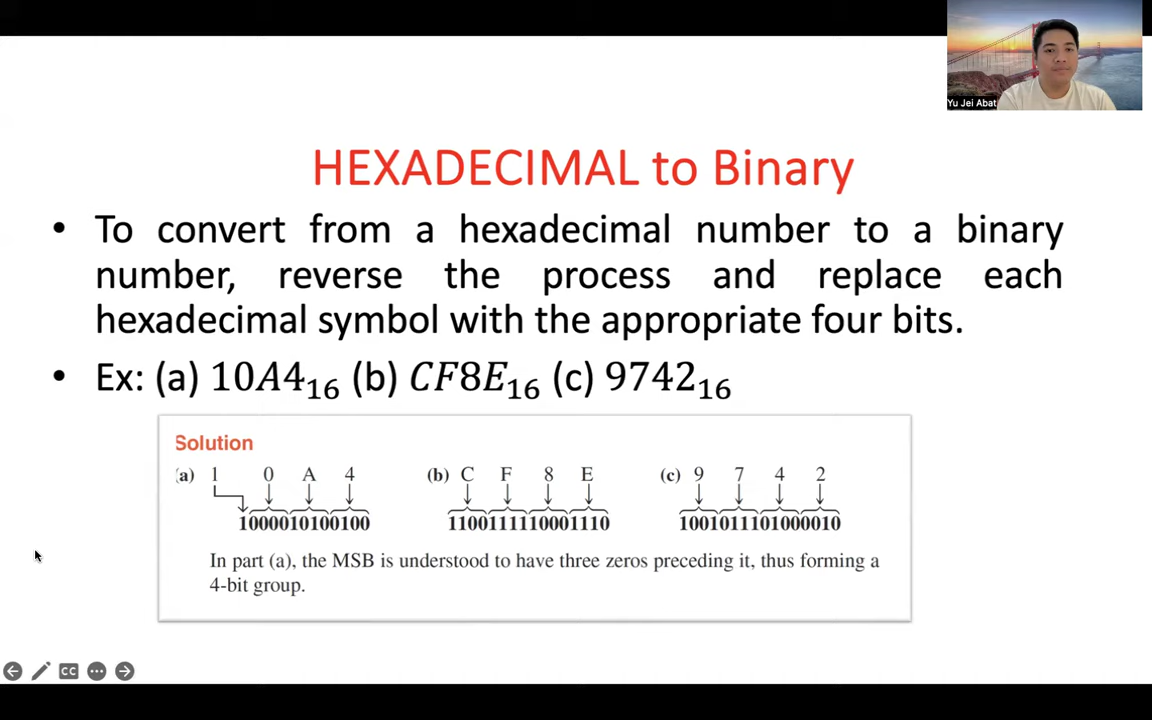 Yu Jei Abat
HEXADECIMAL to Binary
• To convert from a hexadecimal number to a binary
number, reverse the process and replace each
hexadecimal symbol with the appropriate four bits.
• Ex: (a) 10A4₁₆ (b) CF8E₁₆ (c) 9742₁₆
Solution
(a) 1 0 A 4 (b) C F 8 E (c) 9 7 4 2
1000010100100 1100111110001110 1001011101000010
In part (a), the MSB is understood to have three zeros preceding it, thus forming a
4-bit group.
CC